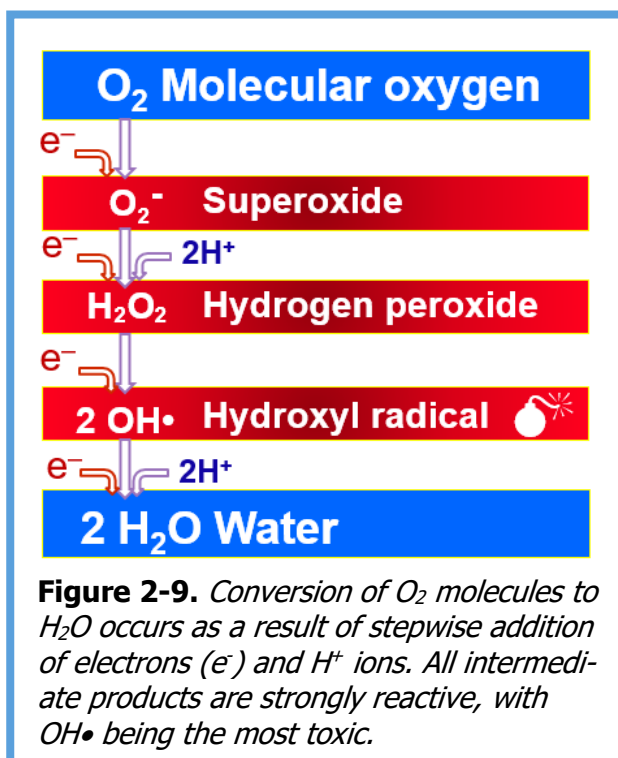 O₂ Molecular oxygen
e⁻
O₂⁻ Superoxide
e⁻ 2H⁺
H₂O₂ Hydrogen peroxide
e⁻
2 OH• Hydroxyl radical
e⁻ 2H⁺
2 H₂O Water
Figure 2-9. Conversion of O₂ molecules to
H₂O occurs as a result of stepwise addition
of electrons (e⁻) and H⁺ ions. All intermedi-
ate products are strongly reactive, with
OH• being the most toxic.